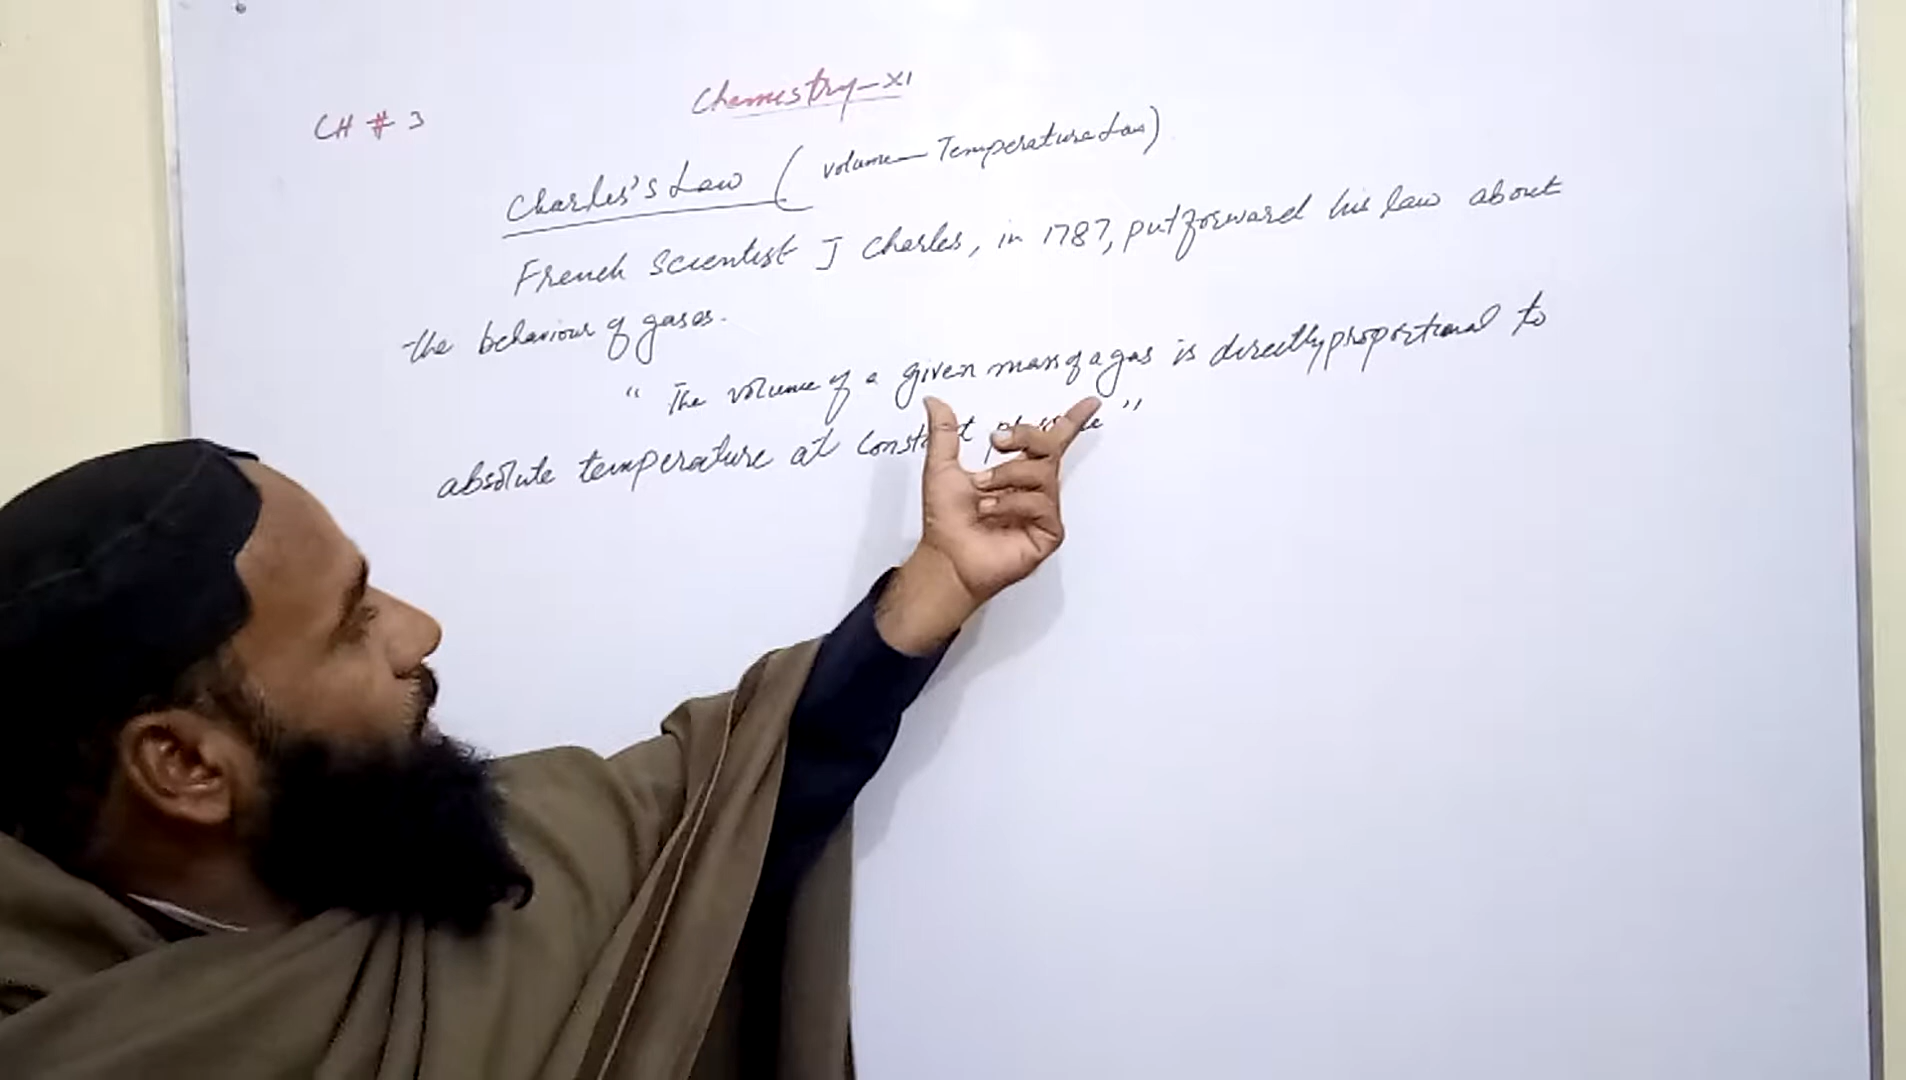 Chemistry-XI
CH # 3
Charles's Law ( volume - Temperature Law)
French Scientist J Charles, in 1787, put forward his law about
the behaviour of gases.
" The volume of a given mass of a gas is directly proportional to
absolute temperature at constant pressure "